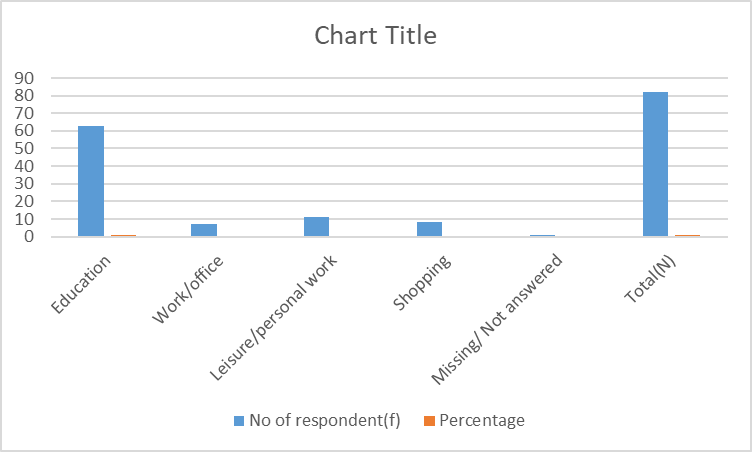 Chart Title
90
80
70
60
50
40
30
20
10
0
Education
Work/office
Leisure/personal work
Shopping
Missing/ Not answered
Total(N)
No of respondent(f)
Percentage